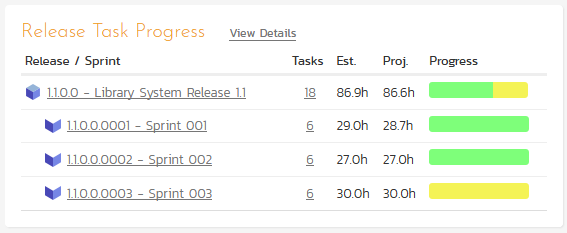 Release Task Progress View Details
Release / Sprint Tasks Est. Proj. Progress
1.1.0.0 - Library System Release 1.1 18 86.9h 86.6h
1.1.0.0.0001 - Sprint 001 6 29.0h 28.7h
1.1.0.0.0002 - Sprint 002 6 27.0h 27.0h
1.1.0.0.0003 - Sprint 003 6 30.0h 30.0h